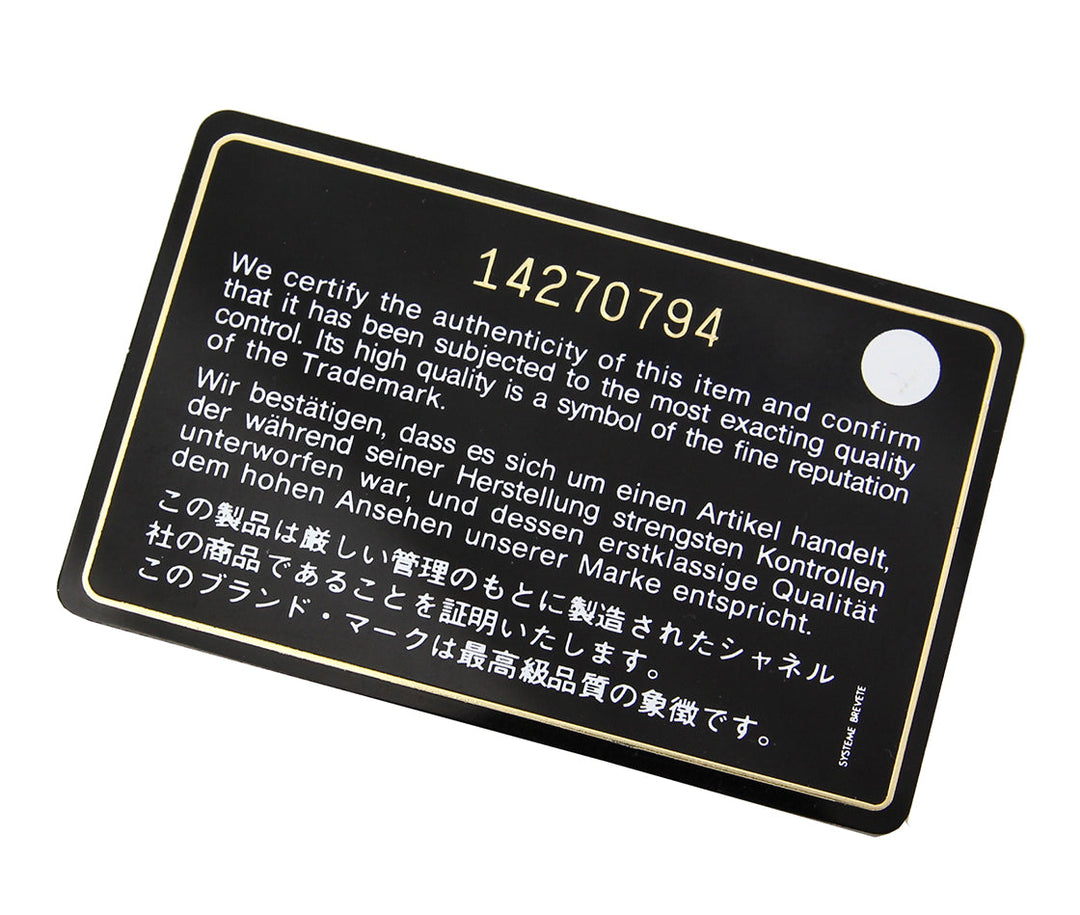 14270794
We certify the authenticity of this item and confirm
that it has been subjected to the most exacting quality
control. Its high quality is a symbol of the fine reputation
of the Trademark.
Wir bestätigen, dass es sich um einen Artikel handelt,
der während seiner Herstellung strengsten Kontrollen
unterworfen war, und dessen erstklassige Qualität
dem hohen Ansehen unserer Marke entspricht.
この製品は厳しい管理のもとに製造されたシャネル
社の商品であることを証明いたします。
このブランド・マークは最高級品質の象徴です。
SYSTEME BREVETE